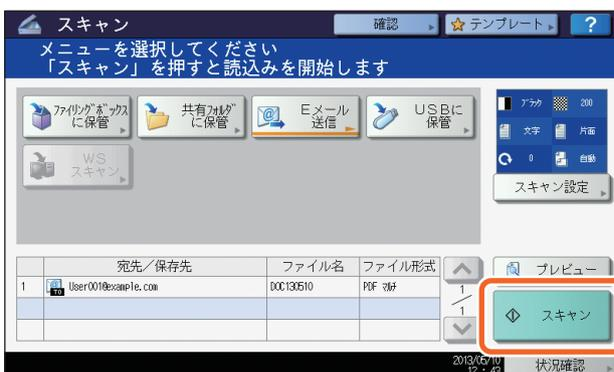 スキャン
確認
テンプレート
?
メニューを選択してください
「スキャン」を押すと読込みを開始します
ファイリングボックス
に保管
共有フォルダ
に保管
Eメール
送信
USBに
保管
WS
スキャン
ブラック
200
文字
片面
0
自動
スキャン設定
宛先/保存先
ファイル名
ファイル形式
1
User001@example.com
DOC130510
PDF マルチ
1
1
プレビュー
スキャン
2013/05/10
12:43
状況確認
TO